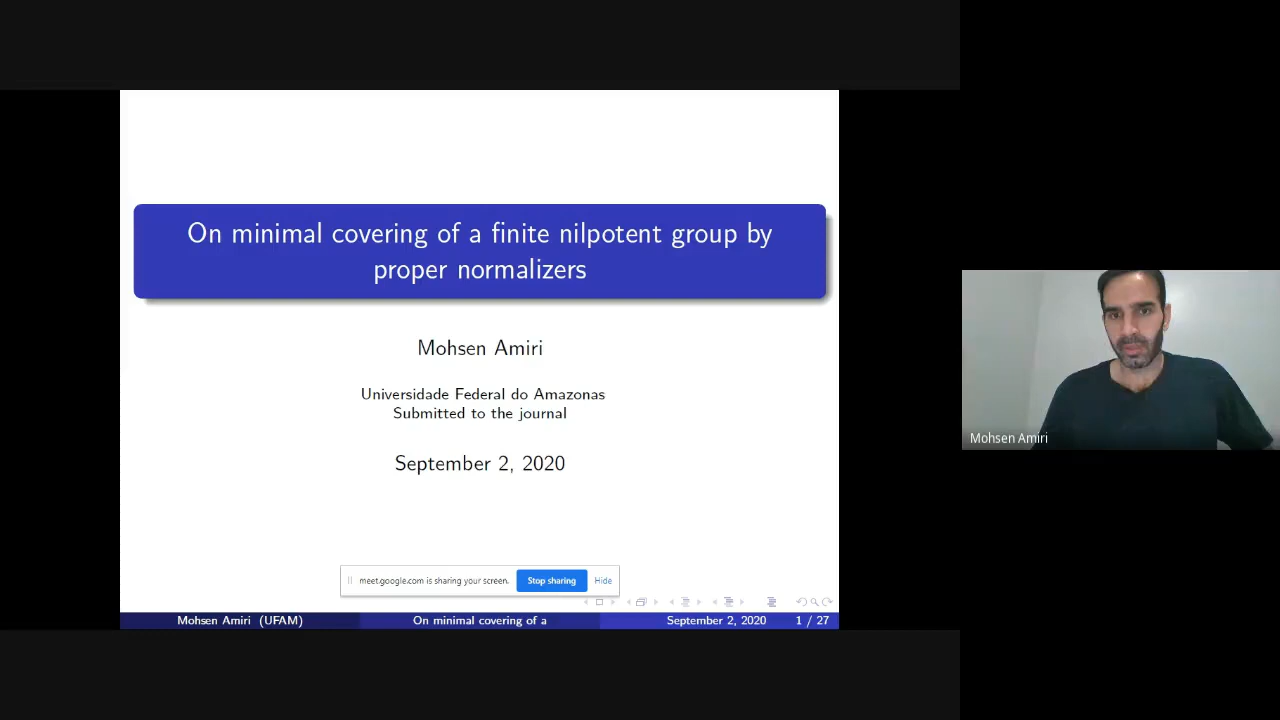 On minimal covering of a finite nilpotent group by
proper normalizers
Mohsen Amiri
Universidade Federal do Amazonas
Submitted to the journal
September 2, 2020
meet.google.com is sharing your screen.
Stop sharing
Hide
Mohsen Amiri (UFAM)
On minimal covering of a
September 2, 2020
1 / 27
Mohsen Amiri